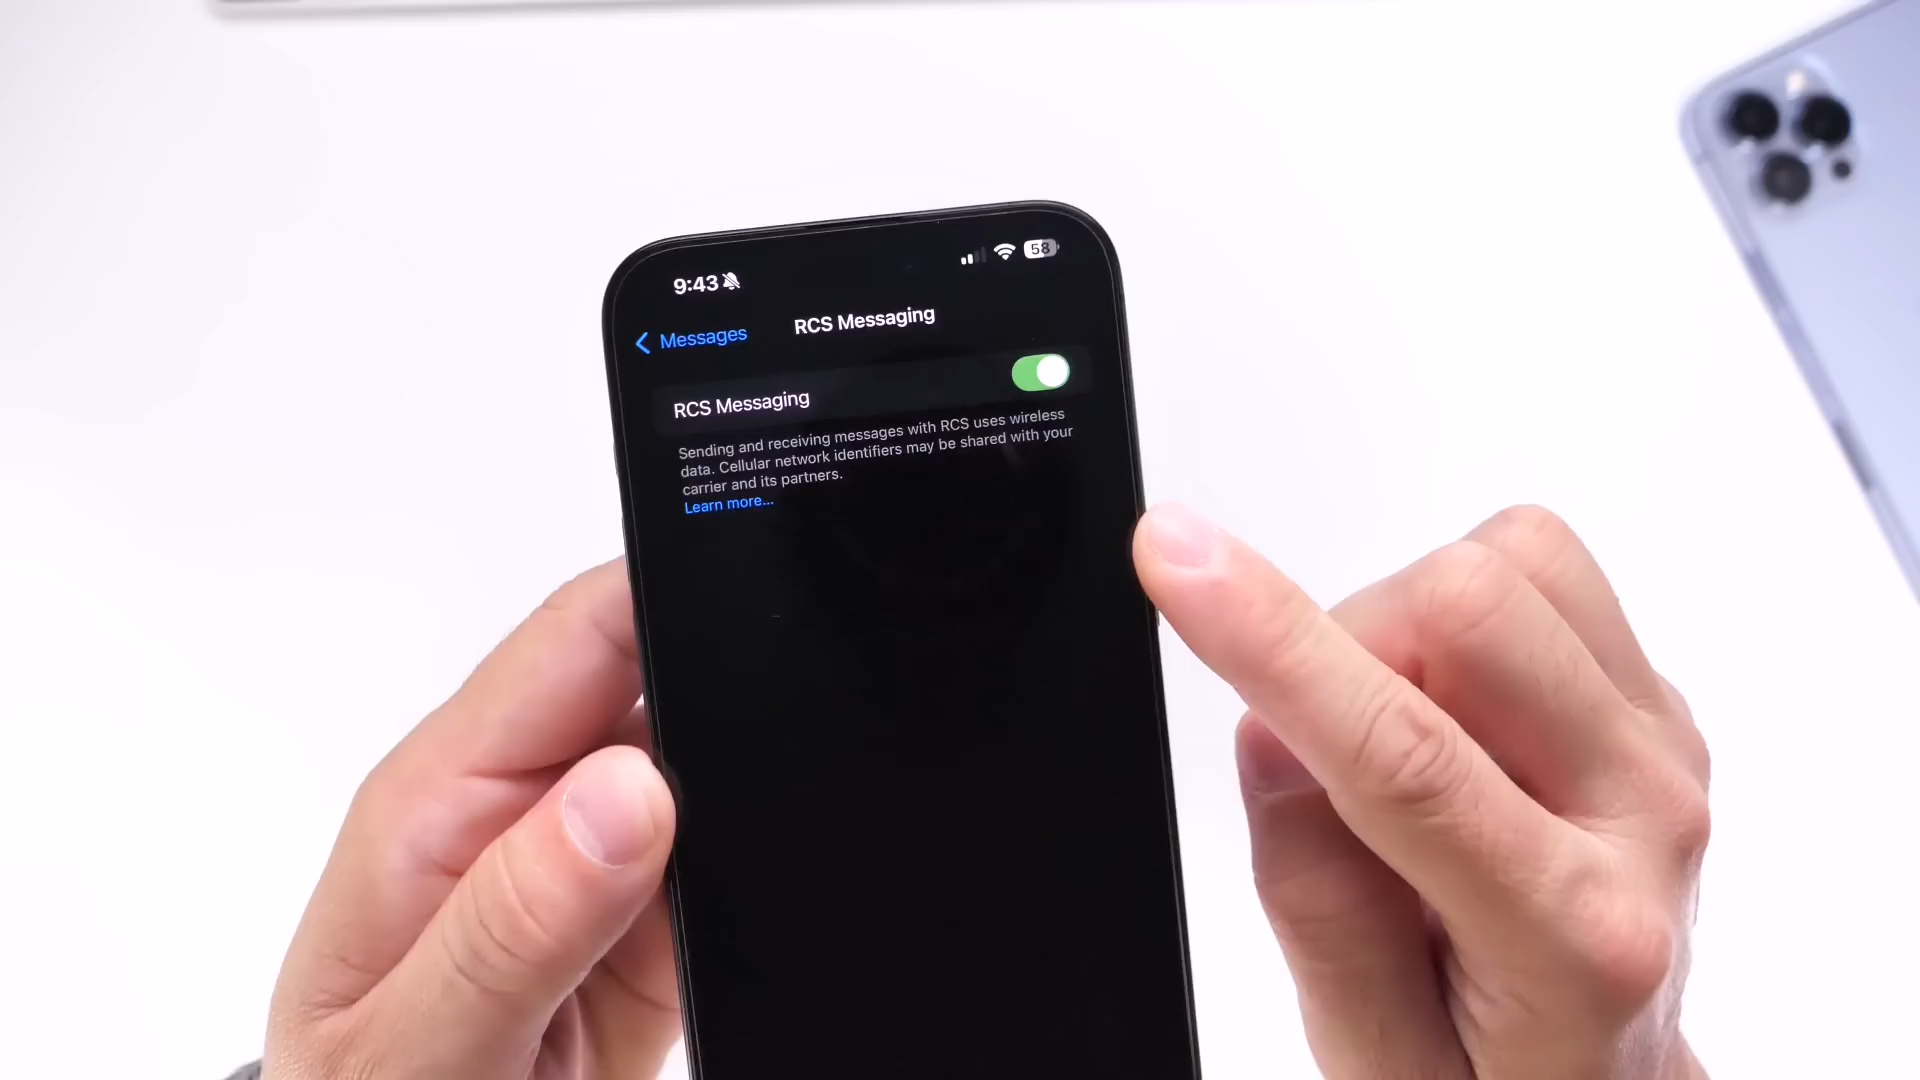 9:43
58
Messages
RCS Messaging
RCS Messaging
Sending and receiving messages with RCS uses wireless
data. Cellular network identifiers may be shared with your
carrier and its partners.
Learn more...